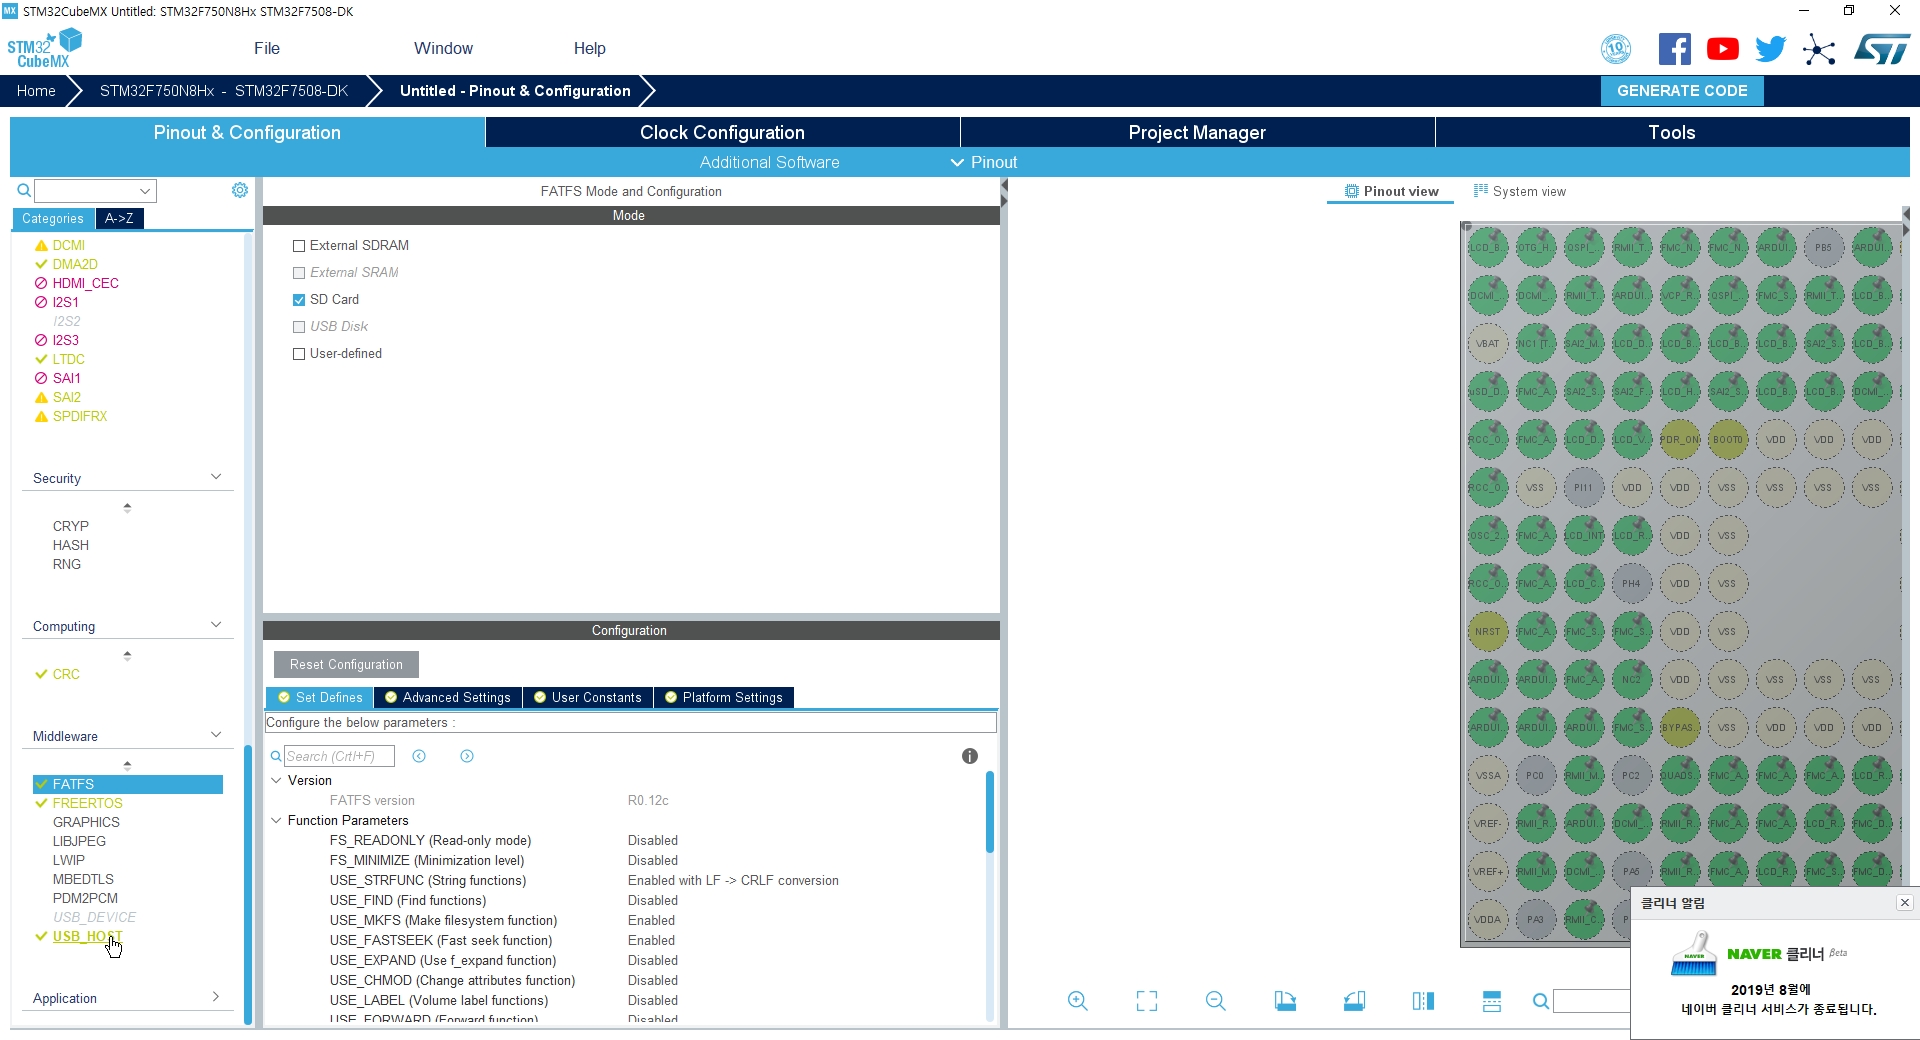 MX STM32CubeMX Untitled: STM32F750N8Hx STM32F7508-DK
STM32 CubeMX
File Window Help
10
GENERATE CODE
Home STM32F750N8Hx - STM32F7508-DK Untitled - Pinout & Configuration
Pinout & Configuration Clock Configuration Project Manager Tools
Additional Software Pinout
Categories A->Z
DCMI
DMA2D
HDMI_CEC
I2S1
I2S2
I2S3
LTDC
SAI1
SAI2
SPDIFRX
Security
CRYP
HASH
RNG
Computing
CRC
Middleware
FATFS
FREERTOS
GRAPHICS
LIBJPEG
LWIP
MBEDTLS
PDM2PCM
USB_DEVICE
USB_HOST
Application
FATFS Mode and Configuration
Mode
External SDRAM
External SRAM
SD Card
USB Disk
User-defined
Configuration
Reset Configuration
Set Defines Advanced Settings User Constants Platform Settings
Configure the below parameters :
Search (Crtl+F)
Version
FATFS version R0.12c
Function Parameters
FS_READONLY (Read-only mode) Disabled
FS_MINIMIZE (Minimization level) Disabled
USE_STRFUNC (String functions) Enabled with LF -> CRLF conversion
USE_FIND (Find functions) Disabled
USE_MKFS (Make filesystem function) Enabled
USE_FASTSEEK (Fast seek function) Enabled
USE_EXPAND (Use f_expand function) Disabled
USE_CHMOD (Change attributes function) Disabled
USE_LABEL (Volume label functions) Disabled
USE_FORWARD (Forward function) Disabled
Pinout view System view
LCD_B.. OTG_H.. QSPI_.. RMII_T.. FMC_N.. FMC_N.. ARDUI.. PB5 ARDUI..
DCMI_.. DCMI_.. RMII_T.. ARDUI.. VCP_R.. QSPI_.. FMC_S.. RMII_T.. LCD_B..
VBAT NC1 [T.. SAI2_M.. LCD_D.. LCD_B.. LCD_B.. LCD_B.. SAI2_S.. LCD_B..
uSD_D.. FMC_A.. SAI2_S.. SAI2_F.. LCD_H.. SAI2_S.. LCD_B.. LCD_B.. DCMI_..
RCC_O.. FMC_A.. LCD_D.. LCD_V.. PDR_ON BOOT0 VDD VDD VDD
RCC_O.. VSS PI11 VDD VDD VSS VSS VSS VSS
OSC_2.. FMC_A.. LCD_INT LCD_R.. VDD VSS
RCC_O.. FMC_A.. LCD_C.. PH4 VDD VSS
NRST FMC_A.. FMC_S.. FMC_S.. VDD VSS
ARDUI.. ARDUI.. FMC_A.. NC2 VDD VSS VSS VSS VSS
ARDUI.. ARDUI.. ARDUI.. FMC_S.. BYPAS.. VSS VDD VDD VDD
VSSA PC0 RMII_M.. PC2 QUADS.. FMC_A.. FMC_A.. FMC_A.. LCD_R..
VREF- RMII_R.. ARDUI.. DCMI_.. RMII_R.. FMC_A.. FMC_A.. LCD_R.. FMC_D..
VREF+ RMII_M.. DCMI_.. PA5 RMII_R.. FMC_A.. LCD_R.. FMC_S.. FMC_D..
VDDA PA3 RMII_C..
클리너 알림
NAVER
NAVER 클리너 Beta
2019년 8월에
네이버 클리너 서비스가 종료됩니다.